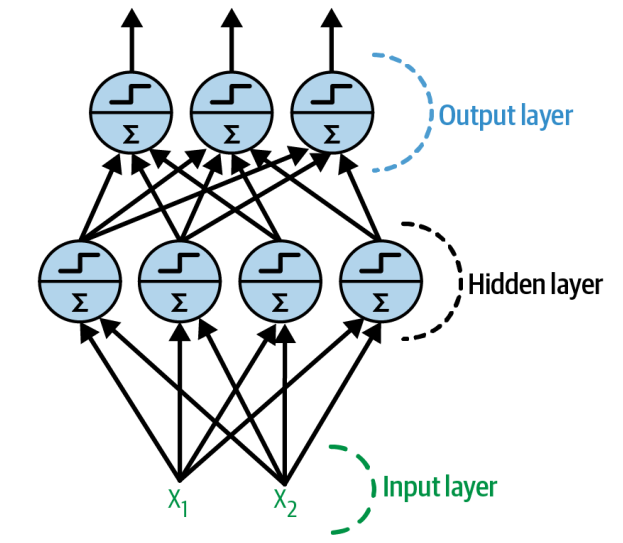 Σ Σ Σ
Output layer
Σ Σ Σ Σ
Hidden layer
X1 X2
Input layer